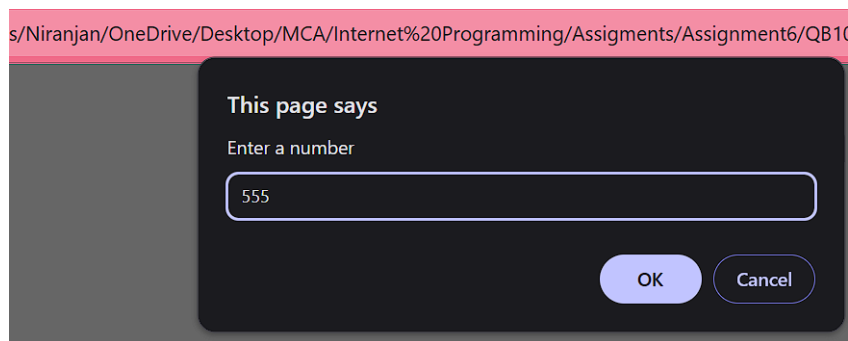 s/Niranjan/OneDrive/Desktop/MCA/Internet%20Programming/Assigments/Assignment6/QB10
This page says
Enter a number
555
OK Cancel